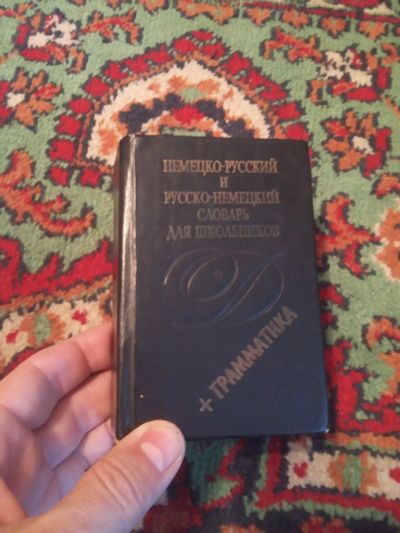 НЕМЕЦКО-РУССКИЙ
И
РУССКО-НЕМЕЦКИЙ
СЛОВАРЬ
ДЛЯ ШКОЛЬНИКОВ
+ ГРАММАТИКА